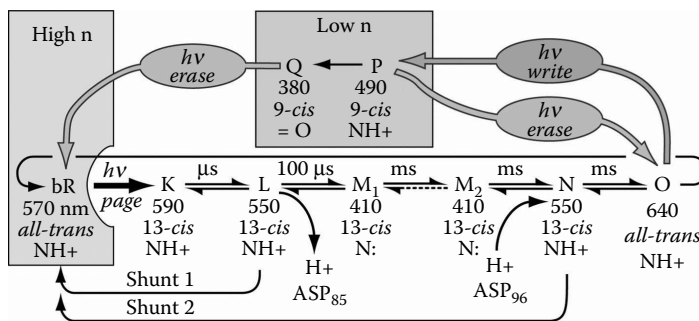 High n
Low n
hν
erase
Q
380
9-cis
= O
P
490
9-cis
NH+
hν
write
hν
erase
bR
570 nm
all-trans
NH+
hν
page
K
590
13-cis
NH+
μs
L
550
13-cis
NH+
100 μs
M1
410
13-cis
N:
ms
M2
410
13-cis
N:
ms
N
550
13-cis
NH+
ms
O
640
all-trans
NH+
H+
ASP85
H+
ASP96
Shunt 1
Shunt 2